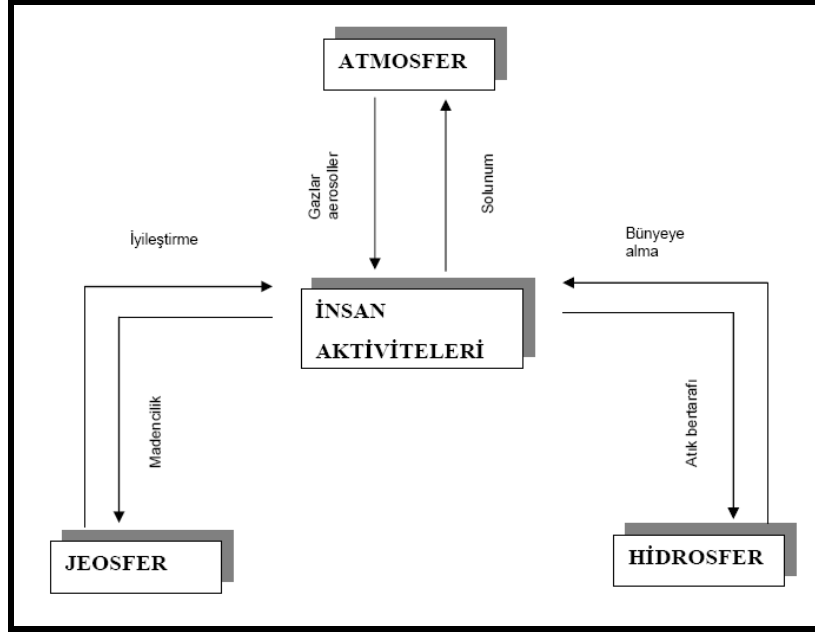 ATMOSFER
Gazlar
aerosoller
Solunum
İyileştirme
Bünyeye
alma
İNSAN
AKTİVİTELERİ
Madencilik
Atık bertarafı
JEOSFER
HİDROSFER